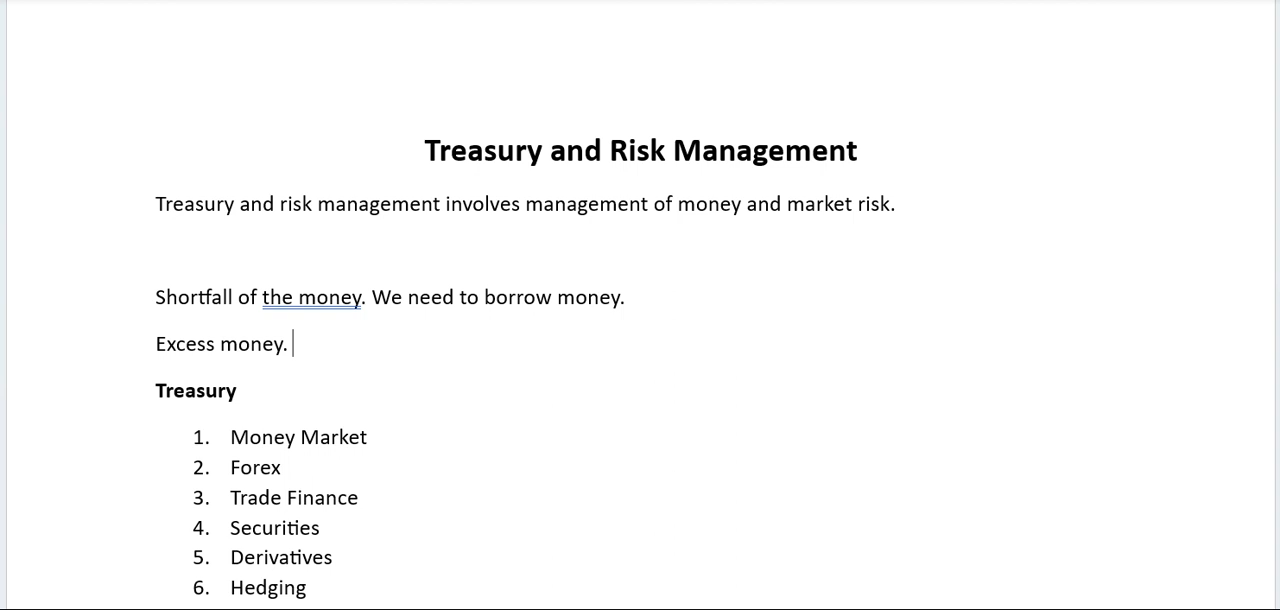 Treasury and Risk Management
Treasury and risk management involves management of money and market risk.
Shortfall of the money. We need to borrow money.
Excess money.
Treasury
1. Money Market
2. Forex
3. Trade Finance
4. Securities
5. Derivatives
6. Hedging